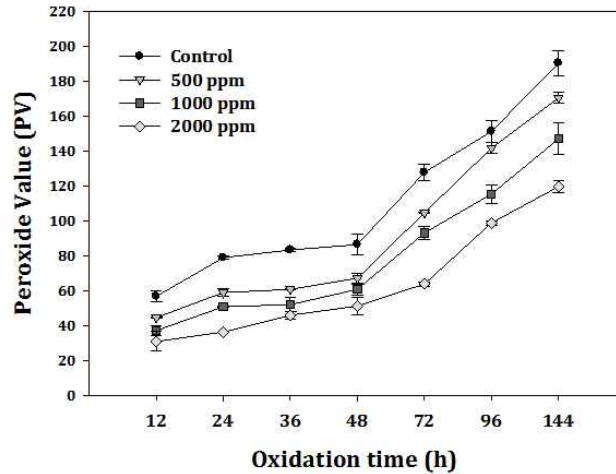 220
200
180
160
140
120
100
80
60
40
20
0
Peroxide Value (PV)
Control
500 ppm
1000 ppm
2000 ppm
12 24 36 48 72 96 144
Oxidation time (h)